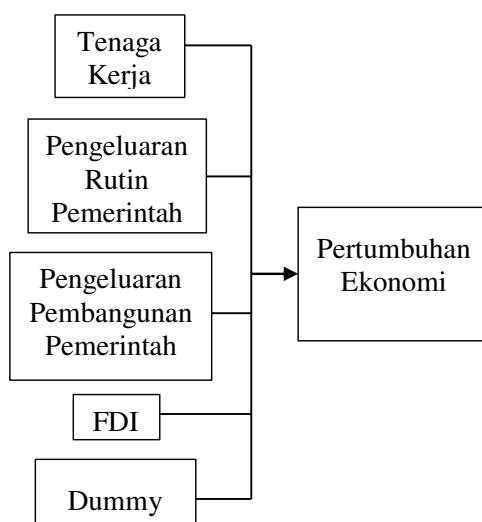 Tenaga
Kerja
Pengeluaran
Rutin
Pemerintah
Pengeluaran
Pembangunan
Pemerintah
FDI
Dummy
Pertumbuhan
Ekonomi